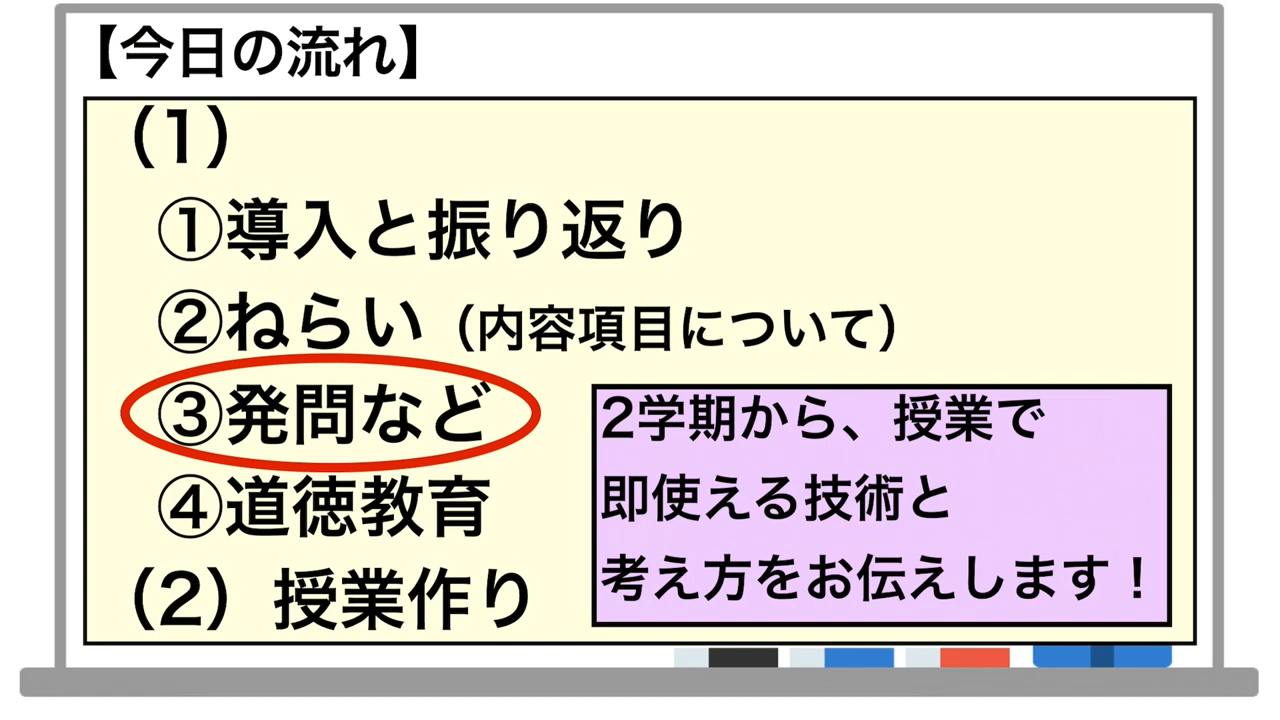 【今日の流れ】
（1）
①導入と振り返り
②ねらい（内容項目について）
③発問など
④道徳教育
（2）授業作り
2学期から、授業で
即使える技術と
考え方をお伝えします！